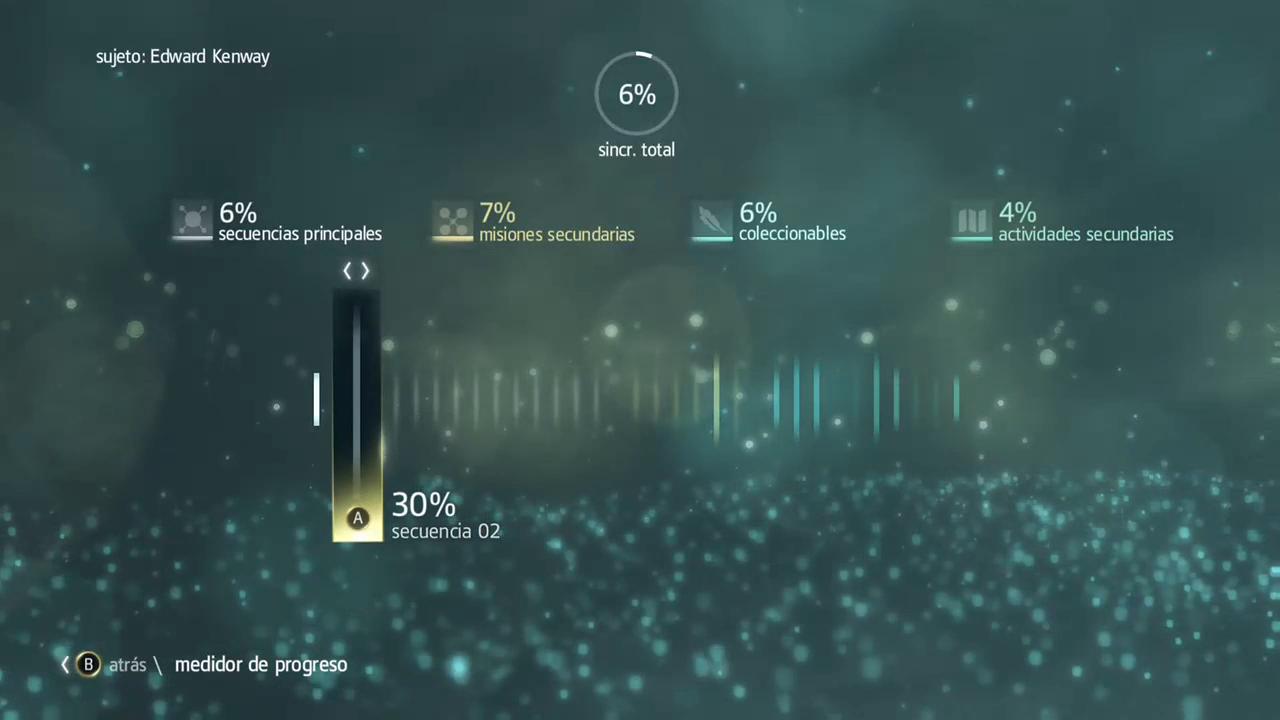 sujeto: Edward Kenway
6%
sincr. total
6%
secuencias principales
7%
misiones secundarias
6%
coleccionables
4%
actividades secundarias
A
30%
secuencia 02
B atrás \ medidor de progreso